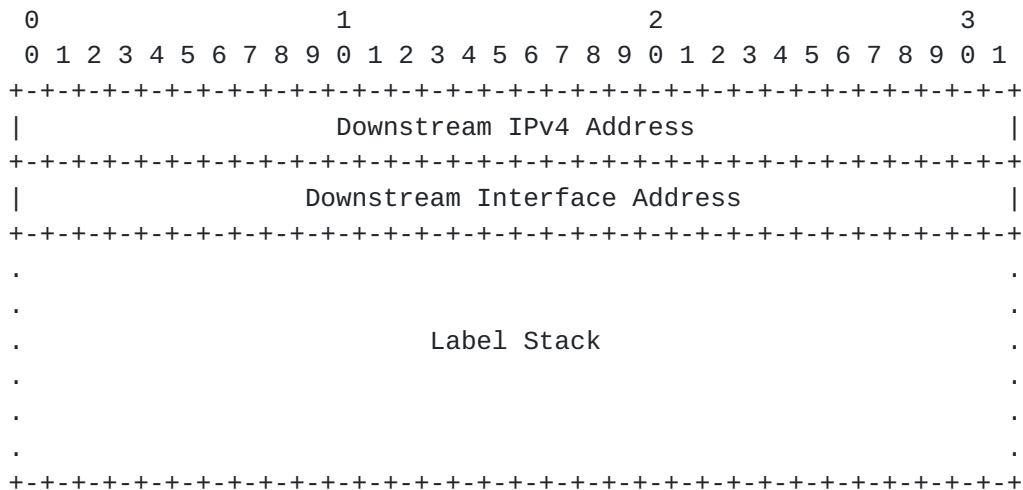 0                   1                   2                   3
 0 1 2 3 4 5 6 7 8 9 0 1 2 3 4 5 6 7 8 9 0 1 2 3 4 5 6 7 8 9 0 1
+-+-+-+-+-+-+-+-+-+-+-+-+-+-+-+-+-+-+-+-+-+-+-+-+-+-+-+-+-+-+-+-+
|                    Downstream IPv4 Address                    |
+-+-+-+-+-+-+-+-+-+-+-+-+-+-+-+-+-+-+-+-+-+-+-+-+-+-+-+-+-+-+-+-+
|                  Downstream Interface Address                 |
+-+-+-+-+-+-+-+-+-+-+-+-+-+-+-+-+-+-+-+-+-+-+-+-+-+-+-+-+-+-+-+-+
.                                                               .
.                                                               .
.                          Label Stack                          .
.                                                               .
.                                                               .
.                                                               .
+-+-+-+-+-+-+-+-+-+-+-+-+-+-+-+-+-+-+-+-+-+-+-+-+-+-+-+-+-+-+-+-+